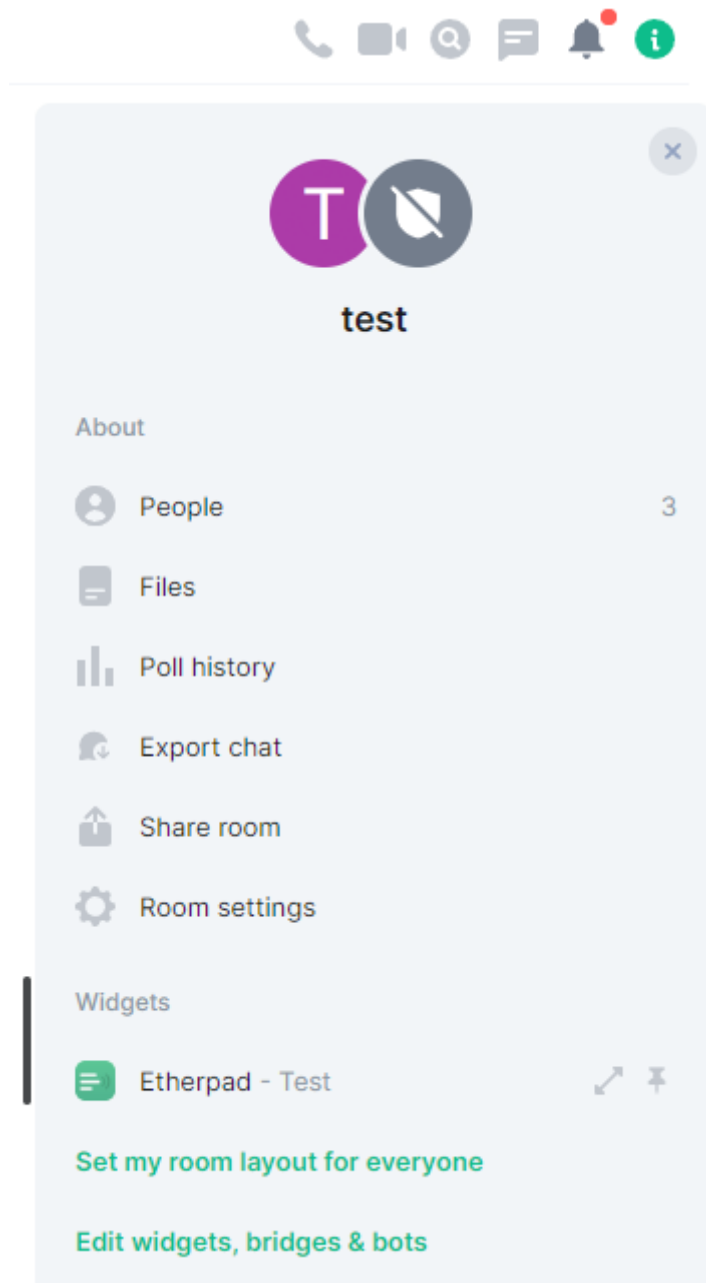 T
test
About
People 3
Files
Poll history
Export chat
Share room
Room settings
Widgets
Etherpad - Test
Set my room layout for everyone
Edit widgets, bridges & bots